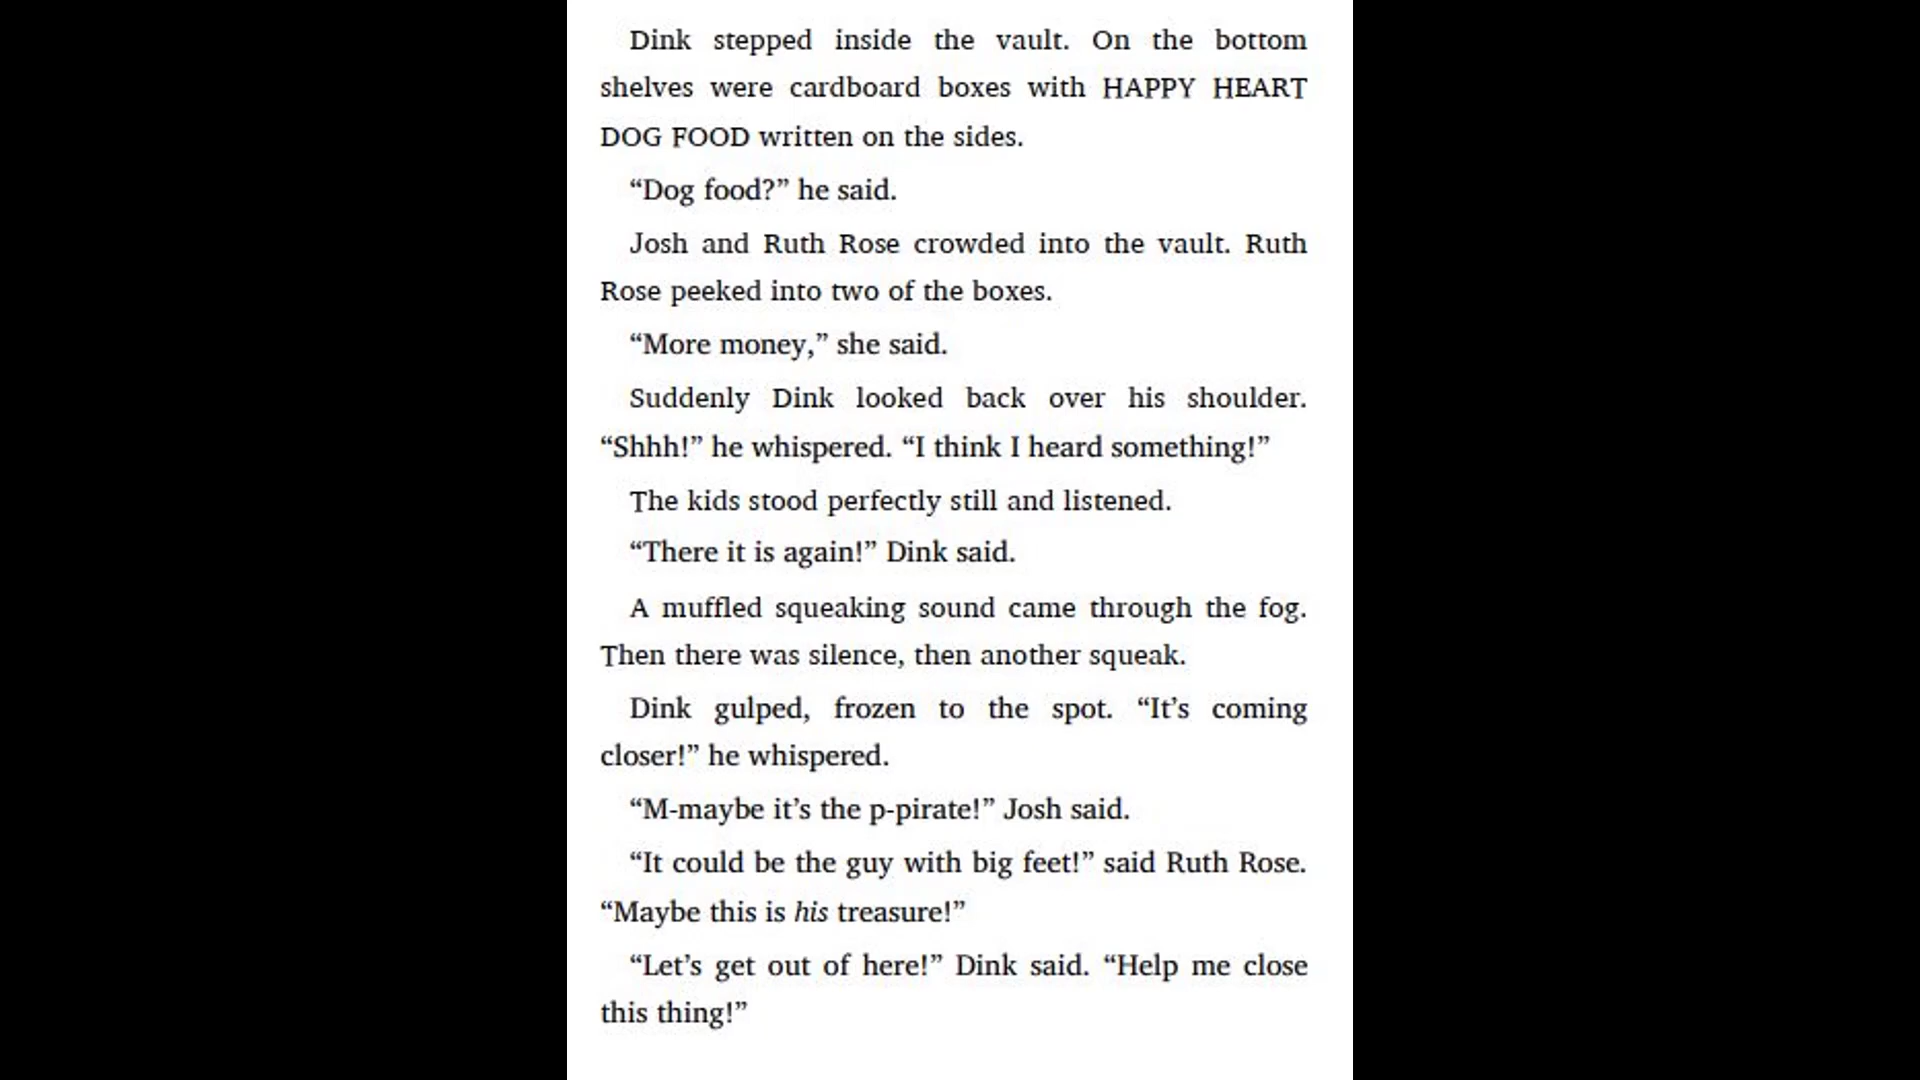 Dink stepped inside the vault. On the bottom
shelves were cardboard boxes with HAPPY HEART
DOG FOOD written on the sides.
“Dog food?” he said.
Josh and Ruth Rose crowded into the vault. Ruth
Rose peeked into two of the boxes.
“More money,” she said.
Suddenly Dink looked back over his shoulder.
“Shhh!” he whispered. “I think I heard something!”
The kids stood perfectly still and listened.
“There it is again!” Dink said.
A muffled squeaking sound came through the fog.
Then there was silence, then another squeak.
Dink gulped, frozen to the spot. “It’s coming
closer!” he whispered.
“M-maybe it’s the p-pirate!” Josh said.
“It could be the guy with big feet!” said Ruth Rose.
“Maybe this is his treasure!”
“Let’s get out of here!” Dink said. “Help me close
this thing!”